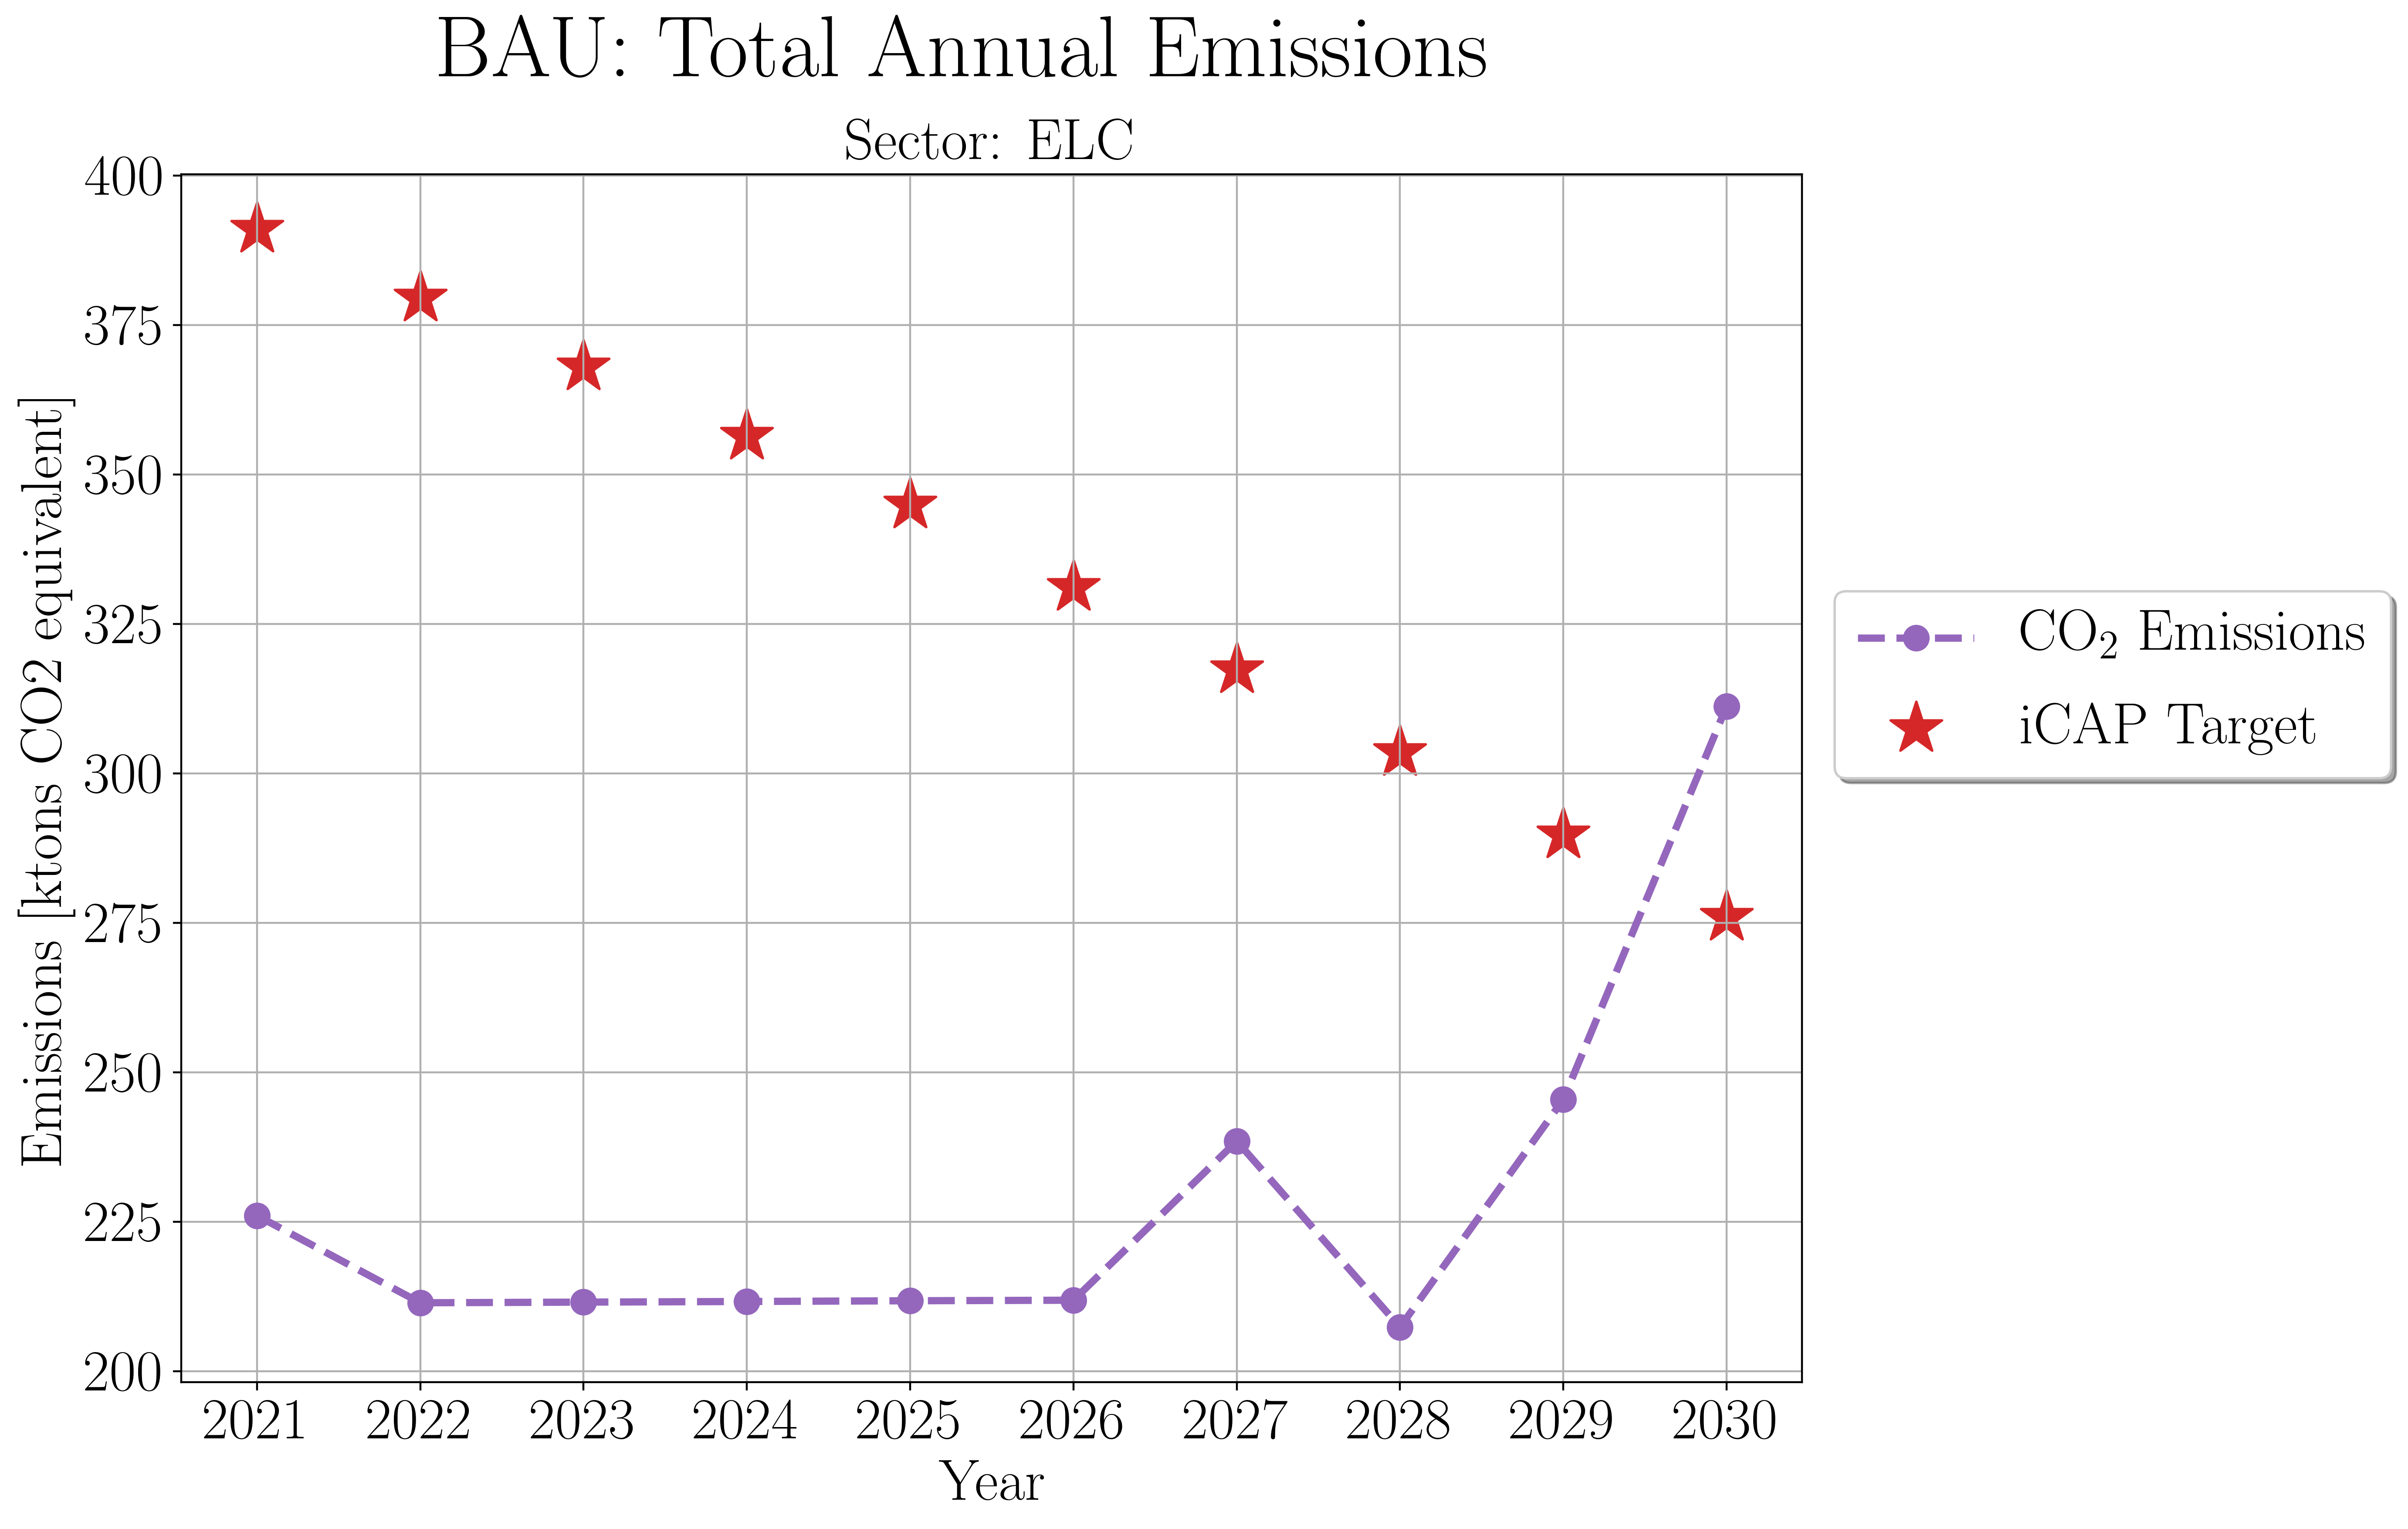 BAU: Total Annual Emissions
Sector: ELC
Emissions [ktons CO2 equivalent]
400
375
350
325
300
275
250
225
200
2021 2022 2023 2024 2025 2026 2027 2028 2029 2030
Year
CO₂ Emissions
iCAP Target